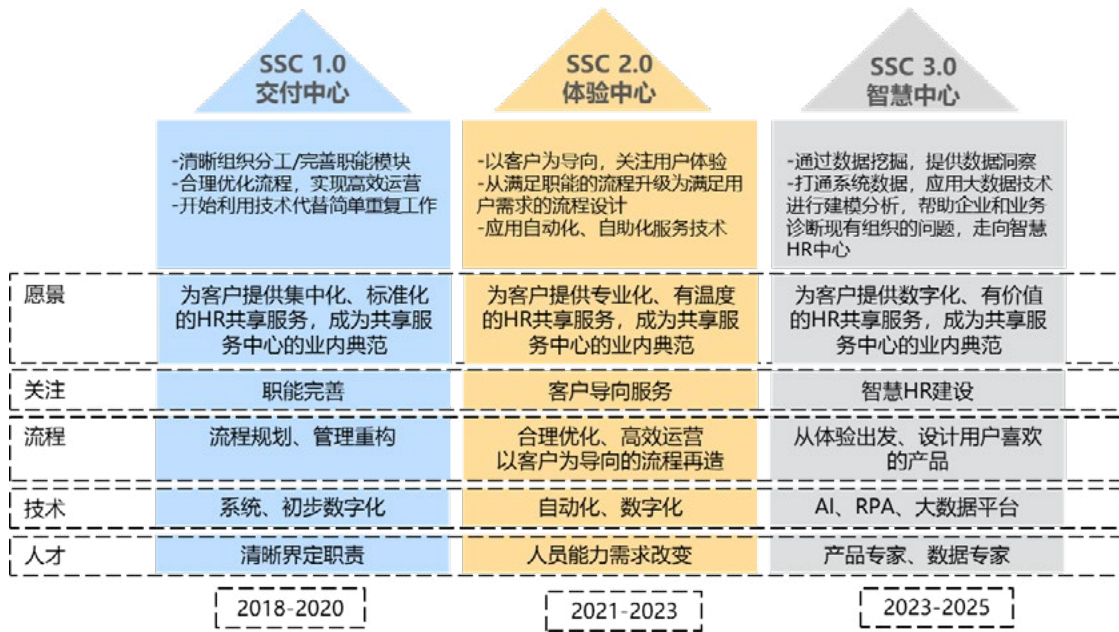 SSC 1.0
交付中心
SSC 2.0
体验中心
SSC 3.0
智慧中心
-清晰组织分工/完善职能模块
-合理优化流程，实现高效运营
-开始利用技术代替简单重复工作
-以客户为导向，关注用户体验
-从满足职能的流程升级为满足用
户需求的流程设计
-应用自动化、自助化服务技术
-通过数据挖掘，提供数据洞察
-打通系统数据，应用大数据技术
进行建模分析，帮助企业和业务
诊断现有组织的问题，走向智慧
HR中心
愿景
为客户提供集中化、标准化
的HR共享服务，成为共享服
务中心的业内典范
为客户提供专业化、有温度
的HR共享服务，成为共享服
务中心的业内典范
为客户提供数字化、有价值
的HR共享服务，成为共享服
务中心的业内典范
关注
职能完善
客户导向服务
智慧HR建设
流程
流程规划、管理重构
合理优化、高效运营
以客户为导向的流程再造
从体验出发、设计用户喜欢
的产品
技术
系统、初步数字化
自动化、数字化
AI、RPA、大数据平台
人才
清晰界定职责
人员能力需求改变
产品专家、数据专家
2018-2020
2021-2023
2023-2025